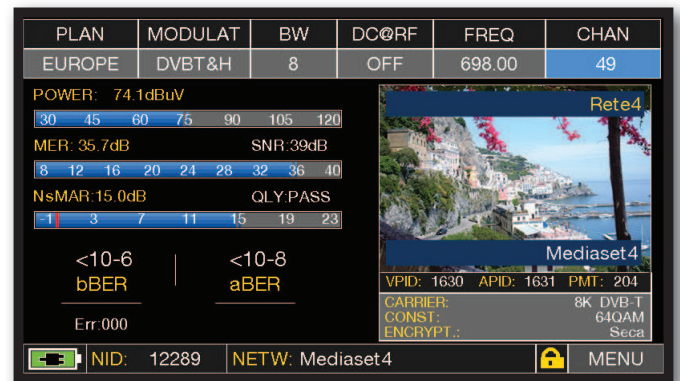 PLAN MODULAT BW DC@RF FREQ CHAN
EUROPE DVBT&H 8 OFF 698.00 49
POWER: 74.1dBuV
30 45 60 75 90 105 120
MER: 35.7dB SNR:39dB
8 12 16 20 24 28 32 36 40
NsMAR:15.0dB QLY:PASS
-1 3 7 11 15 19 23
<10-6 <10-8
bBER aBER
Err:000
Rete4
Mediaset4
VPID: 1630 APID: 1631 PMT: 204
CARRIER: 8K DVB-T
CONST: 64QAM
ENCRYPT.: Seca
NID: 12289 NETW: Mediaset4 MENU